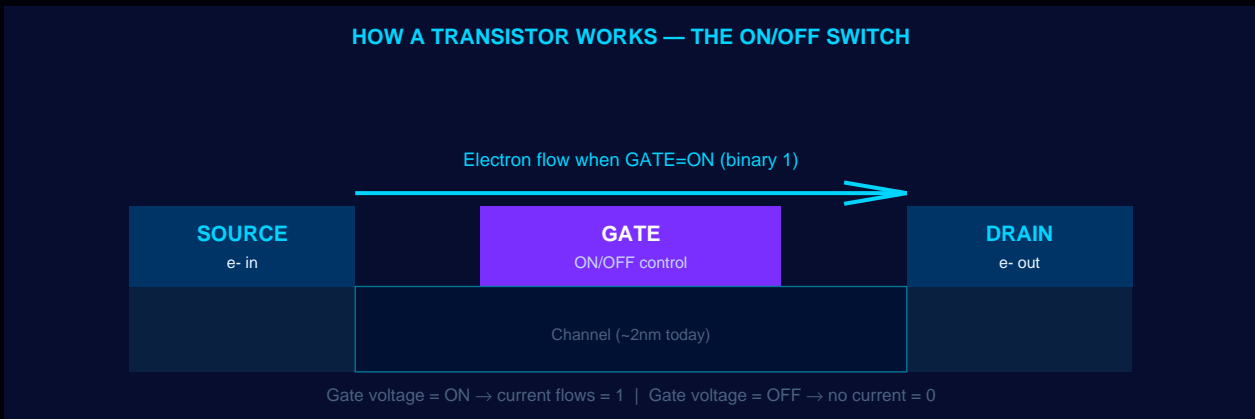 HOW A TRANSISTOR WORKS — THE ON/OFF SWITCH
Electron flow when GATE=ON (binary 1)
SOURCE
e- in
GATE
ON/OFF control
DRAIN
e- out
Channel (~2nm today)
Gate voltage = ON → current flows = 1 | Gate voltage = OFF → no current = 0